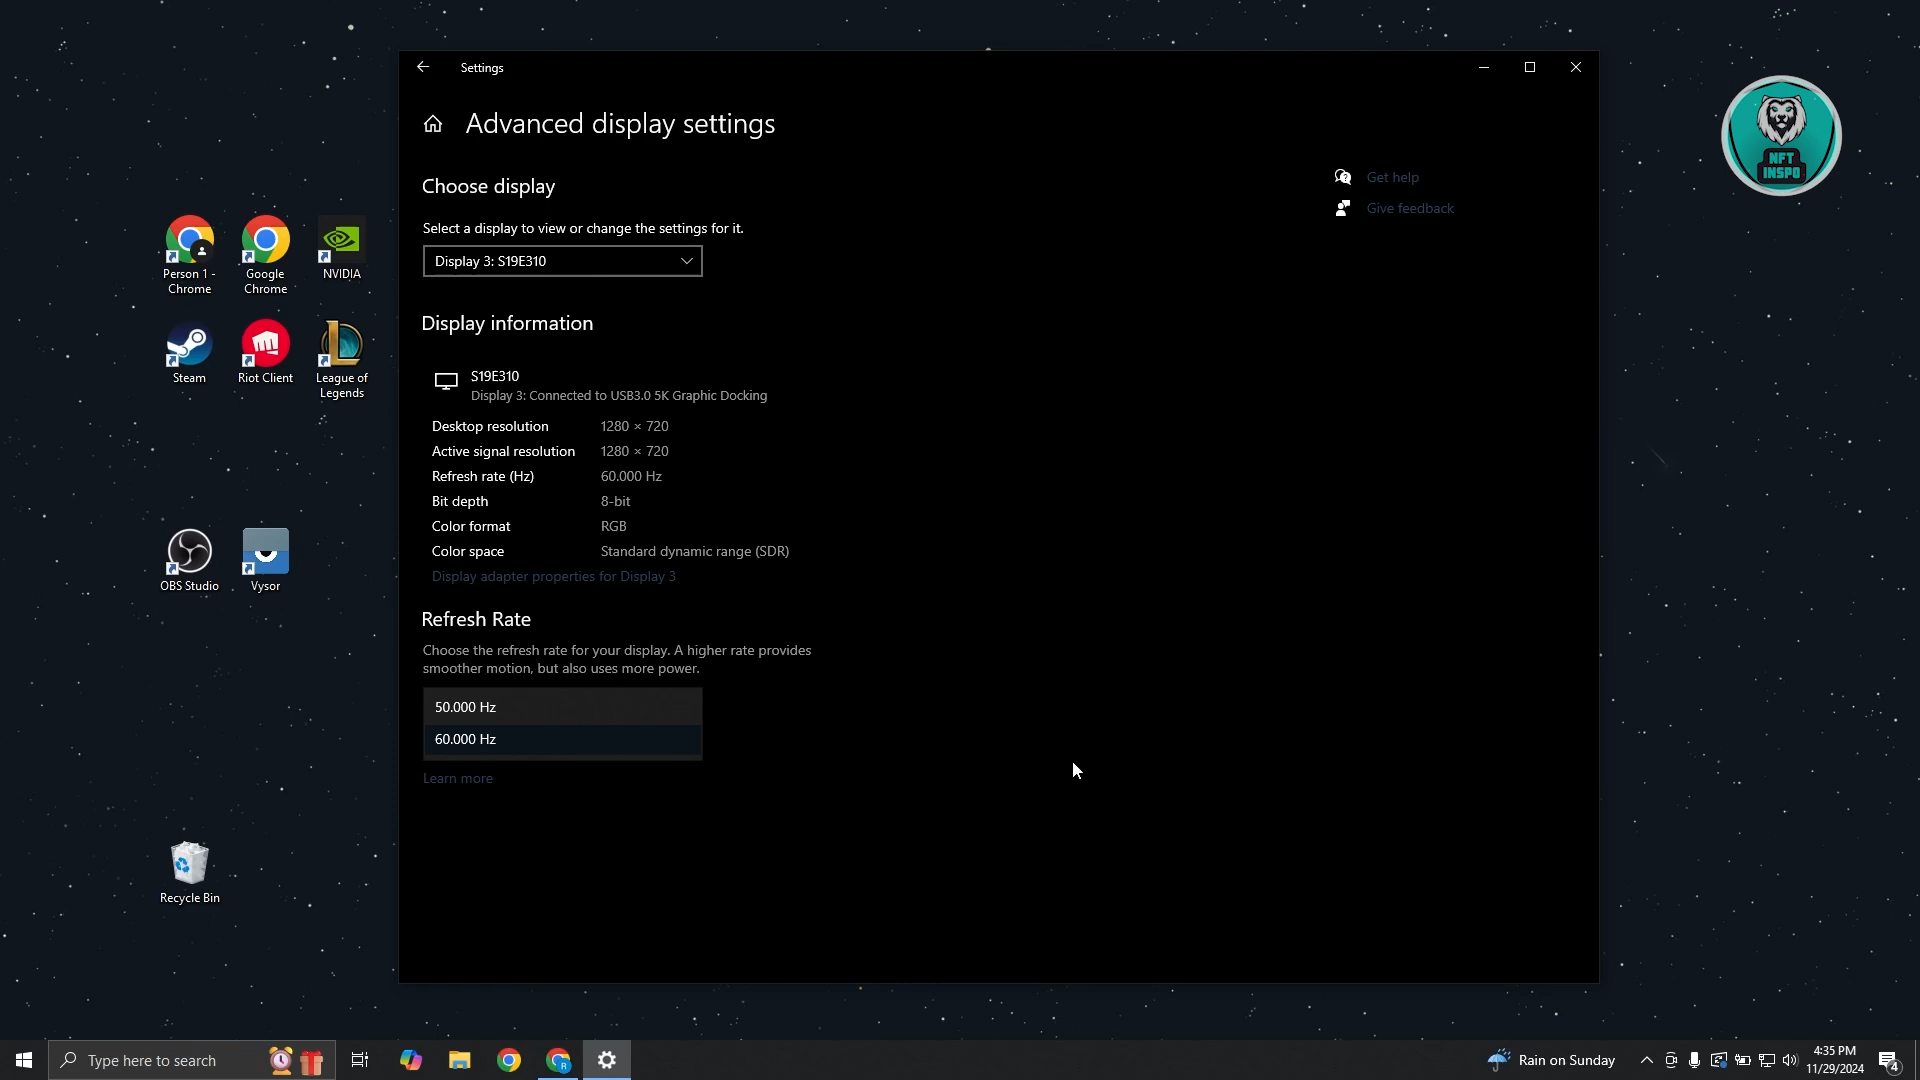 Settings
Advanced display settings
Choose display
Select a display to view or change the settings for it.
Display 3: S19E310
Display information
S19E310
Display 3: Connected to USB3.0 5K Graphic Docking
Desktop resolution 1280 × 720
Active signal resolution 1280 × 720
Refresh rate (Hz) 60.000 Hz
Bit depth 8-bit
Color format RGB
Color space Standard dynamic range (SDR)
Display adapter properties for Display 3
Refresh Rate
Choose the refresh rate for your display. A higher rate provides
smoother motion, but also uses more power.
50.000 Hz
60.000 Hz
Learn more
Get help
Give feedback
NFT
INSPO
Person 1 -
Chrome
Google
Chrome
NVIDIA
Steam
Riot Client
League of
Legends
OBS Studio
Vysor
Recycle Bin
Type here to search
R
Rain on Sunday
4:35 PM
11/29/2024
4